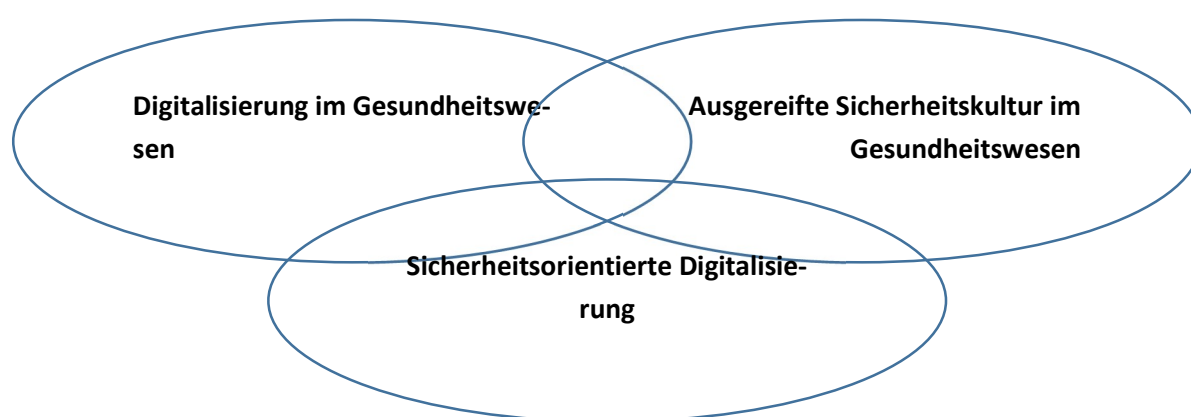 Digitalisierung im Gesundheitswe-
sen
Ausgereifte Sicherheitskultur im
Gesundheitswesen
Sicherheitsorientierte Digitalisie-
rung